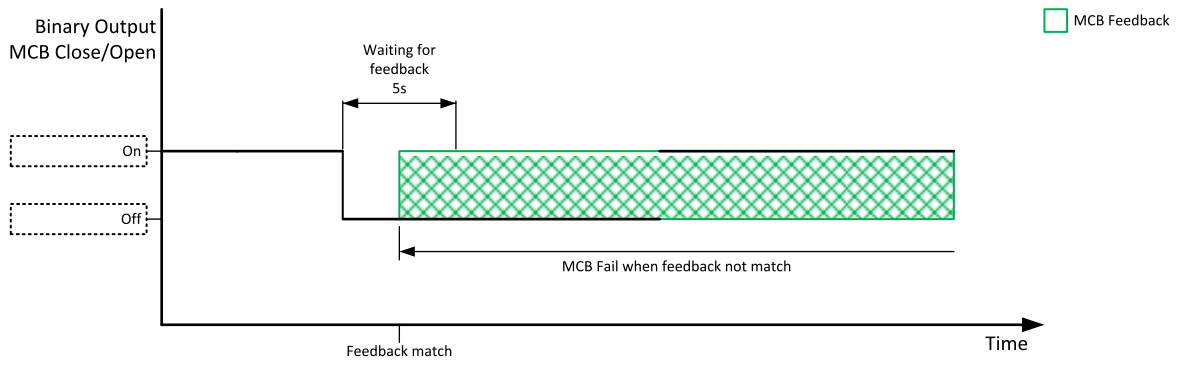 Binary Output
MCB Close/Open
MCB Feedback
Waiting for
feedback
5s
On
Off
MCB Fail when feedback not match
Time
Feedback match